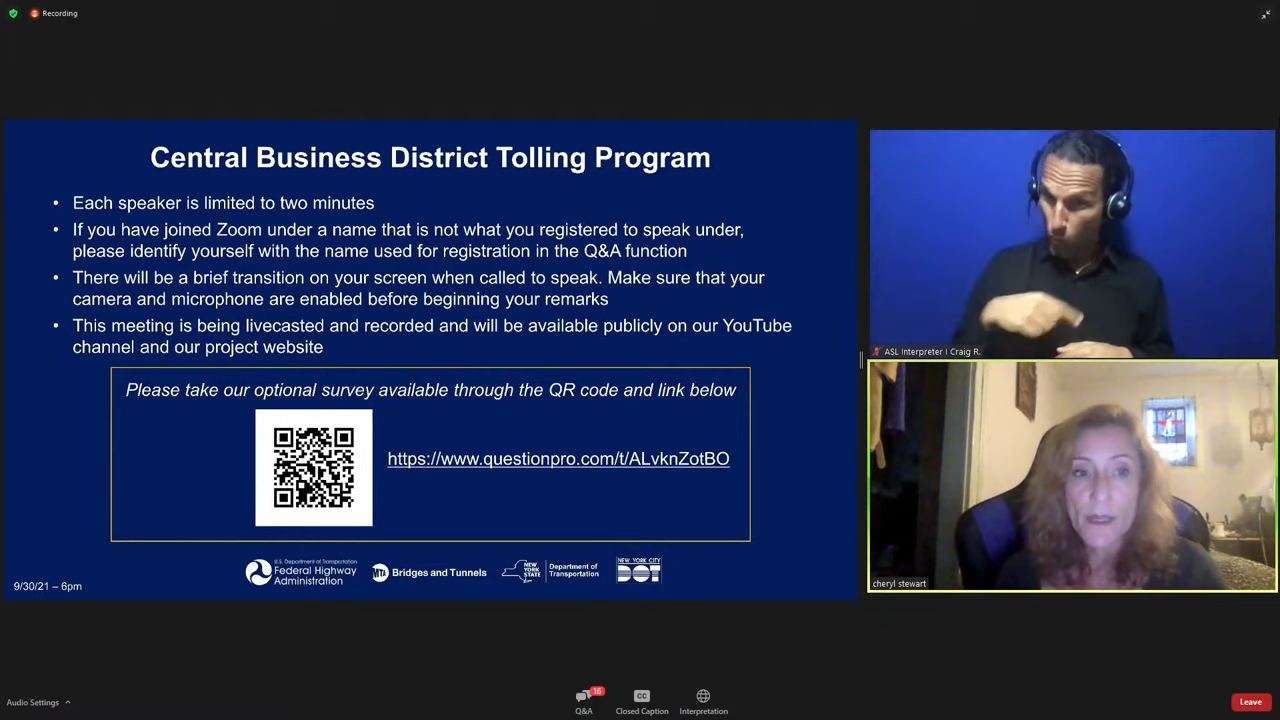 Recording
Central Business District Tolling Program
• Each speaker is limited to two minutes
• If you have joined Zoom under a name that is not what you registered to speak under,
please identify yourself with the name used for registration in the Q&A function
• There will be a brief transition on your screen when called to speak. Make sure that your
camera and microphone are enabled before beginning your remarks
• This meeting is being livecasted and recorded and will be available publicly on our YouTube
channel and our project website
Please take our optional survey available through the QR code and link below
https://www.questionpro.com/t/ALvknZotBO
U.S. Department of Transportation
Federal Highway
Administration
MTA Bridges and Tunnels
NEW
YORK
STATE
Department of
Transportation
NEW YORK CITY
DOT
9/30/21 – 6pm
ASL Interpreter I Craig R.
cheryl stewart
Audio Settings
16
Q&A
CC
Closed Caption
Interpretation
Leave